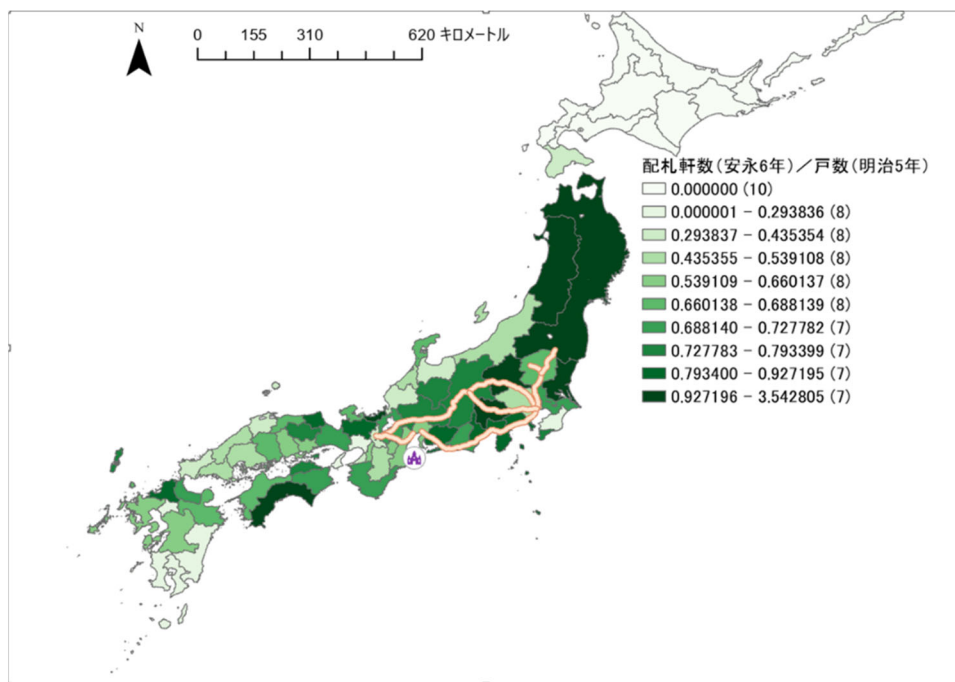 N
0 155 310 620 キロメートル
配札軒数(安永6年)/戸数(明治5年)
0.000000 (10)
0.000001 - 0.293836 (8)
0.293837 - 0.435354 (8)
0.435355 - 0.539108 (8)
0.539109 - 0.660137 (8)
0.660138 - 0.688139 (8)
0.688140 - 0.727782 (7)
0.727783 - 0.793399 (7)
0.793400 - 0.927195 (7)
0.927196 - 3.542805 (7)